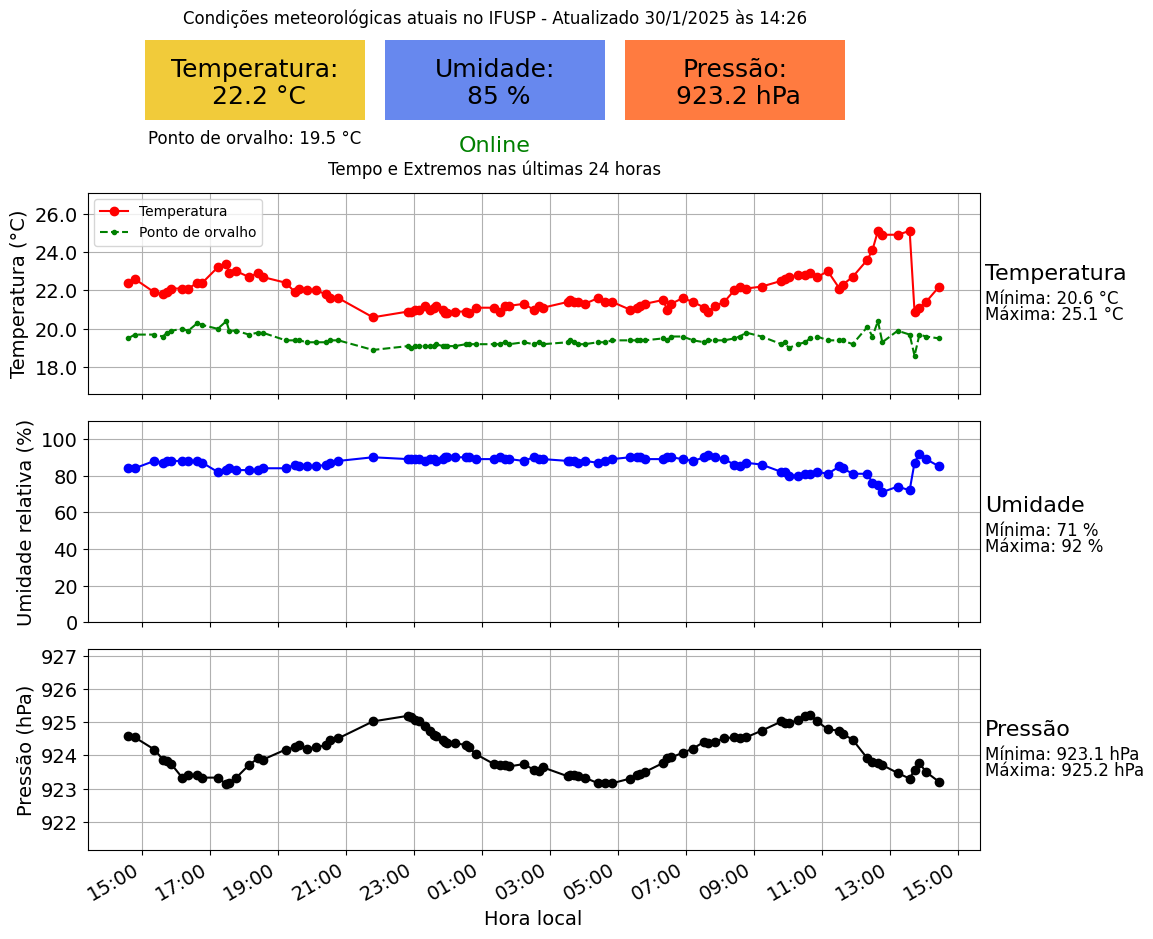 Condições meteorológicas atuais no IFUSP - Atualizado 30/1/2025 às 14:26
Temperatura:
22.2 °C
Umidade:
85 %
Pressão:
923.2 hPa
Ponto de orvalho: 19.5 °C
Online
Tempo e Extremos nas últimas 24 horas
Temperatura (°C)
26.0
24.0
22.0
20.0
18.0
Temperatura
Ponto de orvalho
Temperatura
Mínima: 20.6 °C
Máxima: 25.1 °C
Umidade relativa (%)
100
80
60
40
20
0
Umidade
Mínima: 71 %
Máxima: 92 %
Pressão (hPa)
927
926
925
924
923
922
Pressão
Mínima: 923.1 hPa
Máxima: 925.2 hPa
15:00 17:00 19:00 21:00 23:00 01:00 03:00 05:00 07:00 09:00 11:00 13:00 15:00
Hora local